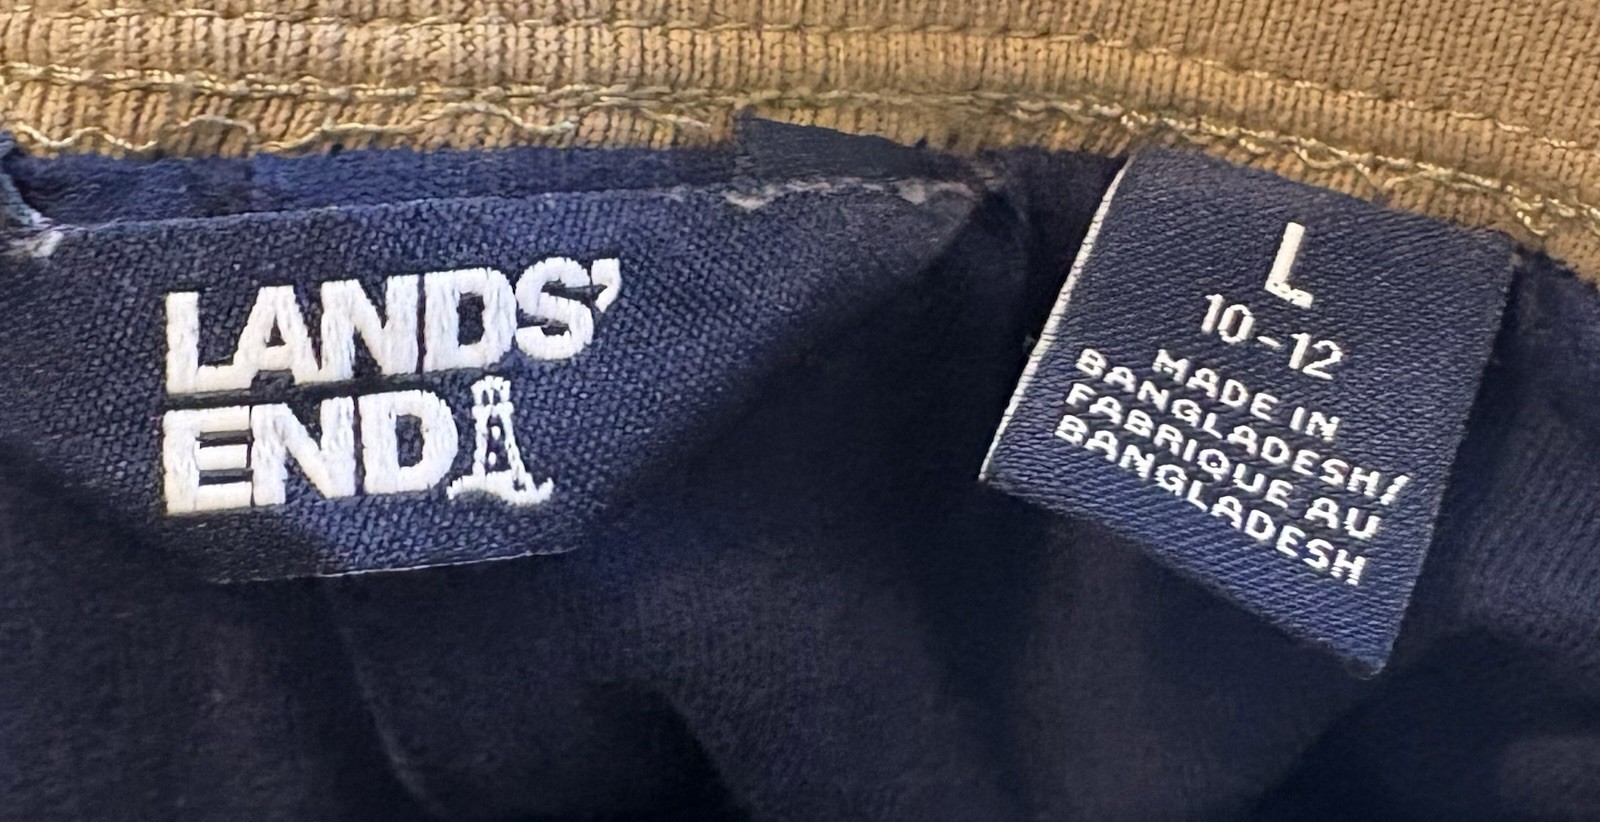 LANDS'
END
L
10-12
MADE IN
BANGLADESH/
FABRIQUE AU
BANGLADESH